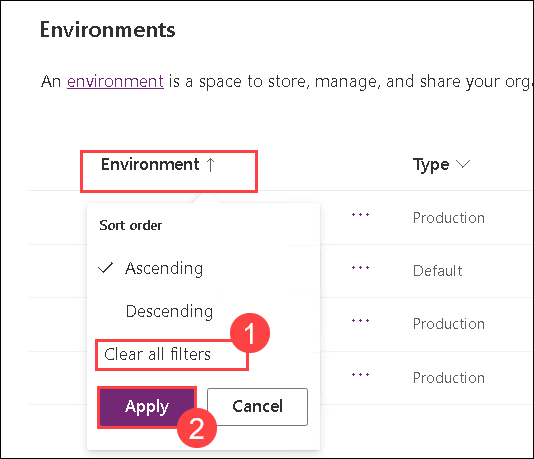 Environments
An environment is a space to store, manage, and share your
Environment ↑ Type
Sort order
... Production
✓ Ascending ... Default
Descending
... Production
1
Clear all filters
... Production
Apply Cancel
2